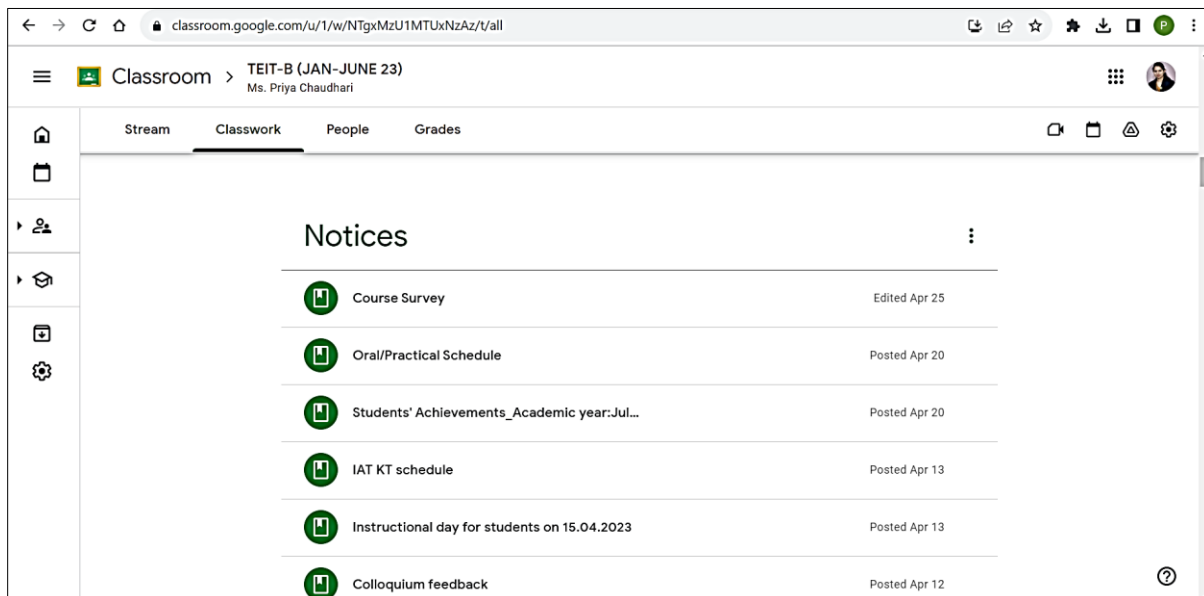 classroom.google.com/u/1/w/NTgxMzU1MTUxNzAz/t/all
P
Classroom > TEIT-B (JAN-JUNE 23)
Ms. Priya Chaudhari
Stream Classwork People Grades
Notices
Course Survey Edited Apr 25
Oral/Practical Schedule Posted Apr 20
Students' Achievements_Academic year:Jul... Posted Apr 20
IAT KT schedule Posted Apr 13
Instructional day for students on 15.04.2023 Posted Apr 13
Colloquium feedback Posted Apr 12